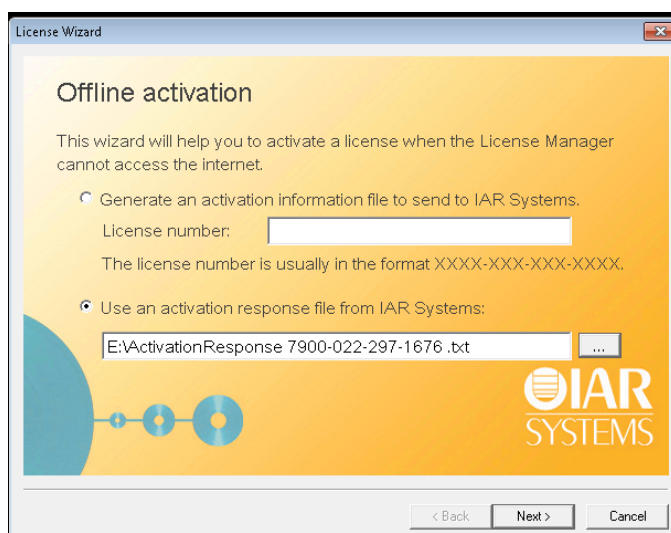 License Wizard
Offline activation
This wizard will help you to activate a license when the License Manager
cannot access the internet.
Generate an activation information file to send to IAR Systems.
License number:
The license number is usually in the format XXXX-XXX-XXX-XXXX.
Use an activation response file from IAR Systems:
E:\ActivationResponse 7900-022-297-1676 .txt
...
IAR
SYSTEMS
< Back
Next >
Cancel